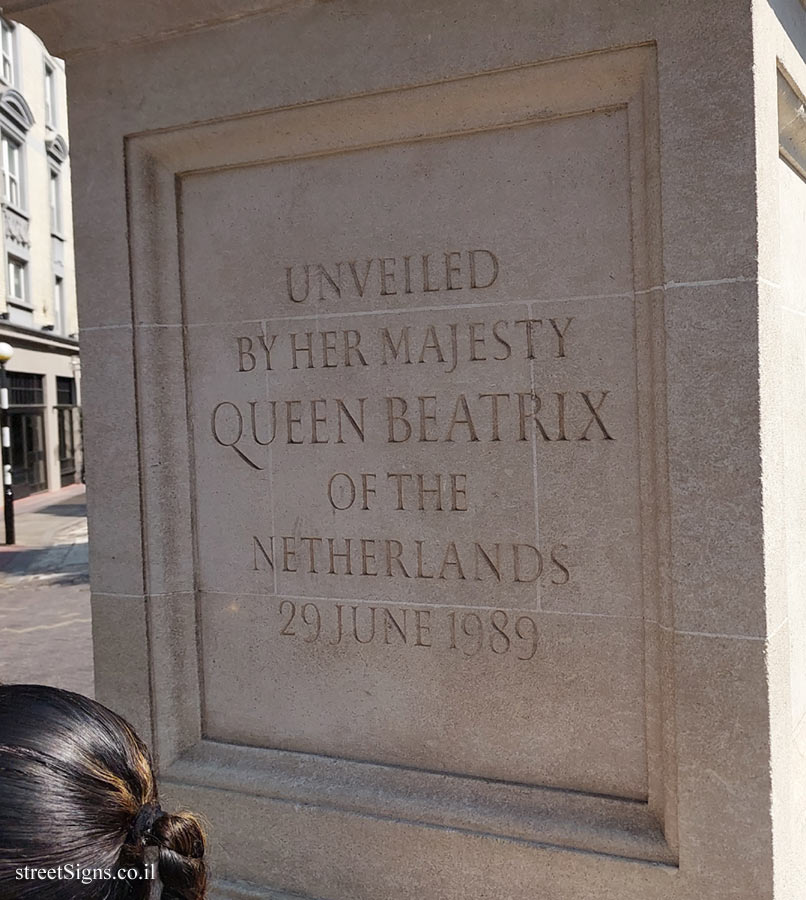 UNVEILED
BY HER MAJESTY
QUEEN BEATRIX
OF THE
NETHERLANDS
29 JUNE 1989
streetSigns.co.il